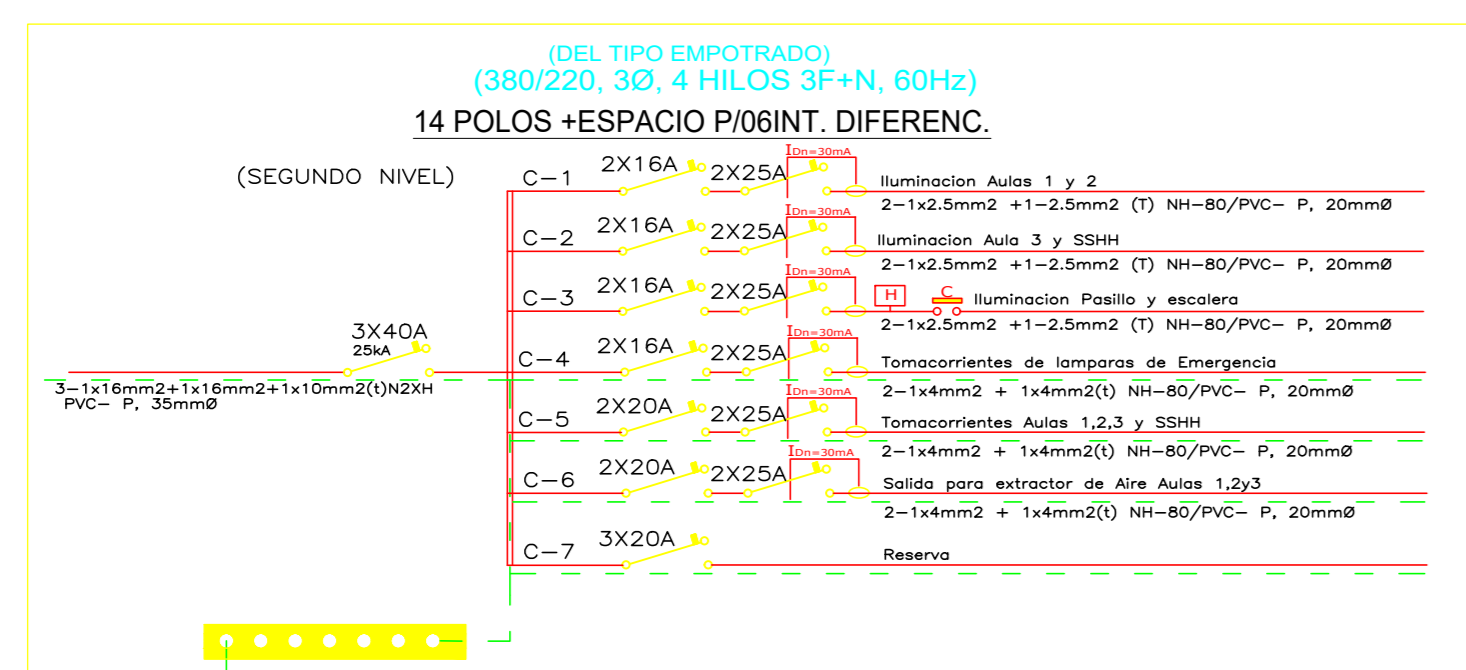 (DEL TIPO EMPOTRADO)
(380/220, 3Ø, 4 HILOS 3F+N, 60Hz)
14 POLOS +ESPACIO P/06INT. DIFERENC.
(SEGUNDO NIVEL)
C-1 2X16A 2X25A IDn=30mA Iluminacion Aulas 1 y 2
2-1x2.5mm2 +1-2.5mm2 (T) NH-80/PVC- P, 20mmØ
C-2 2X16A 2X25A IDn=30mA Iluminacion Aula 3 y SSHH
2-1x2.5mm2 +1-2.5mm2 (T) NH-80/PVC- P, 20mmØ
C-3 2X16A 2X25A IDn=30mA H C Iluminacion Pasillo y escalera
2-1x2.5mm2 +1-2.5mm2 (T) NH-80/PVC- P, 20mmØ
3X40A
25kA
3-1x16mm2+1x16mm2+1x10mm2(t)N2XH
PVC- P, 35mmØ
C-4 2X16A 2X25A IDn=30mA Tomacorrientes de lamparas de Emergencia
2-1x4mm2 + 1x4mm2(t) NH-80/PVC- P, 20mmØ
C-5 2X20A 2X25A IDn=30mA Tomacorrientes Aulas 1,2,3 y SSHH
2-1x4mm2 + 1x4mm2(t) NH-80/PVC- P, 20mmØ
C-6 2X20A 2X25A IDn=30mA Salida para extractor de Aire Aulas 1,2y3
2-1x4mm2 + 1x4mm2(t) NH-80/PVC- P, 20mmØ
C-7 3X20A Reserva